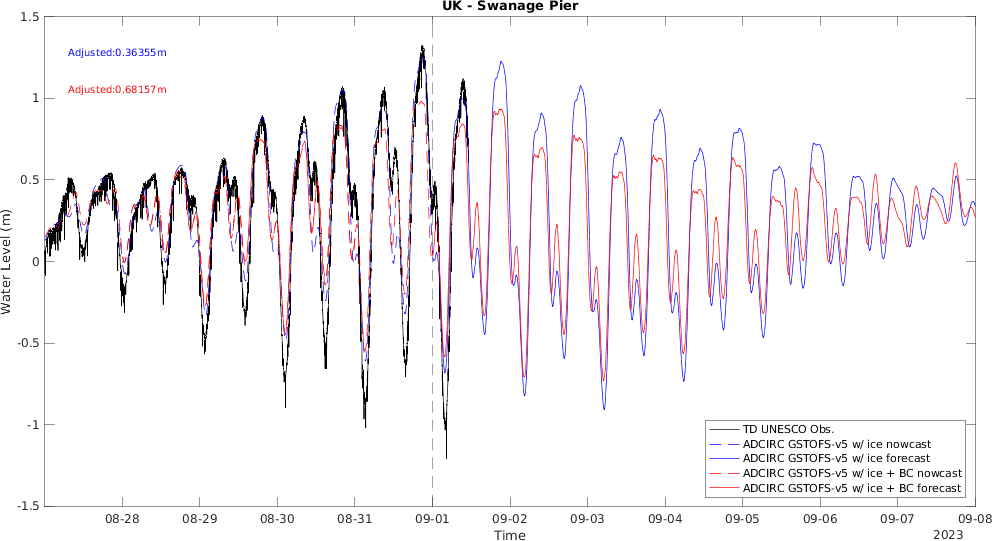 UK - Swanage Pier
Adjusted:0.36355m
Adjusted:0.68157m
Water Level (m)
1.5
1
0.5
0
-0.5
-1
-1.5
TD UNESCO Obs.
ADCIRC GSTOFS-v5 w/ ice nowcast
ADCIRC GSTOFS-v5 w/ ice forecast
ADCIRC GSTOFS-v5 w/ ice + BC nowcast
ADCIRC GSTOFS-v5 w/ ice + BC forecast
08-28 08-29 08-30 08-31 09-01 09-02 09-03 09-04 09-05 09-06 09-07 09-08
Time
2023